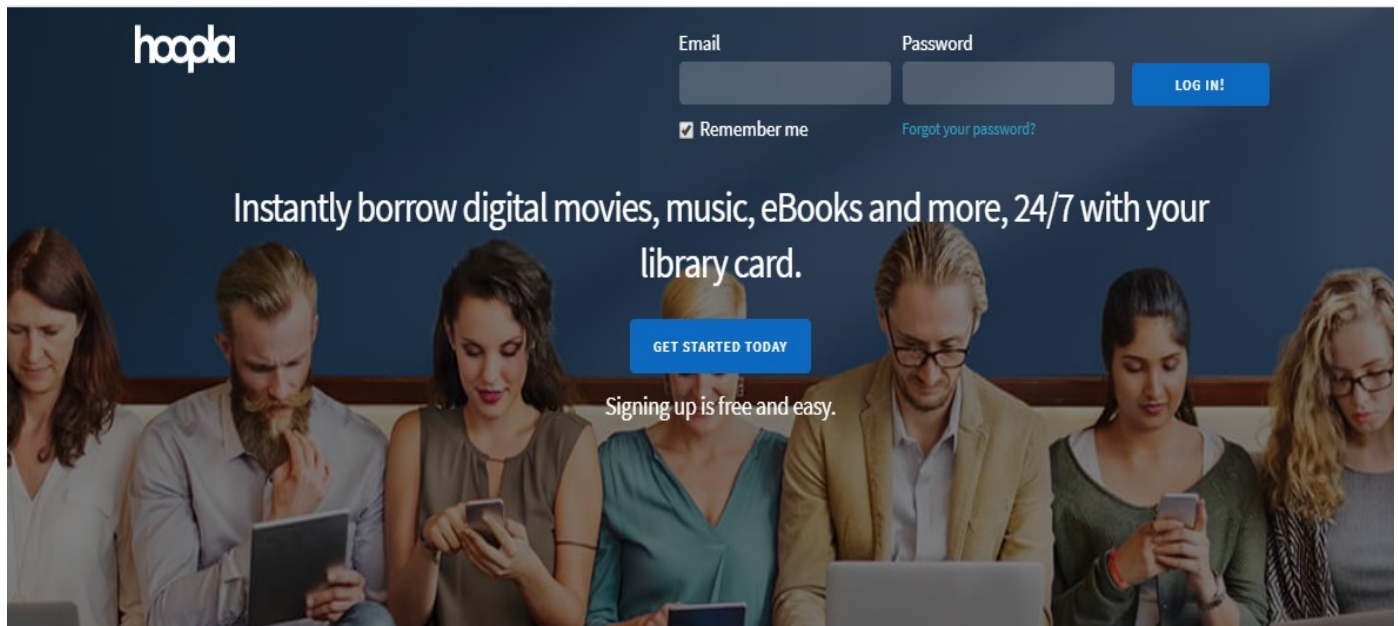 hoopla
Email
Password
LOG IN!
Remember me
Forgot your password?
Instantly borrow digital movies, music, eBooks and more, 24/7 with your
library card.
GET STARTED TODAY
Signing up is free and easy.